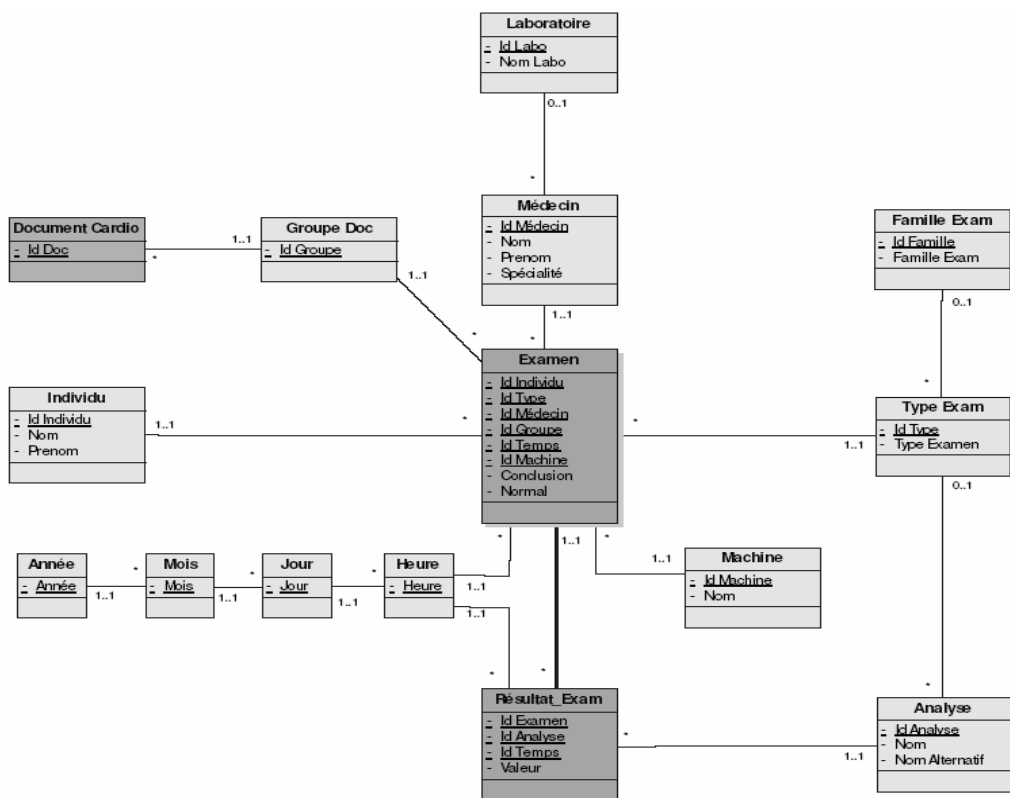 Laboratoire
- Id Labo
- Nom Labo
0..1
*
Médecin
- Id Médecin
- Nom
- Prenom
- Spécialité
1..1
*
Document Cardio
- Id Doc
*
1..1
Groupe Doc
- Id Groupe
1..1
*
Famille Exam
- Id Famille
- Famille Exam
0..1
*
Examen
- Id Individu
- Id Type
- Id Médecin
- Id Groupe
- Id Temps
- Id Machine
- Conclusion
- Normal
Individu
- Id Individu
- Nom
- Prenom
1..1
*
*
1..1
Type Exam
- Id Type
- Type Examen
0..1
*
Année
- Année
1..1
*
Mois
- Mois
1..1
*
Jour
- Jour
1..1
*
Heure
- Heure
1..1
*
1..1
*
1..1
*
*
1..1
Machine
- Id Machine
- Nom
Résultat_Exam
- Id Examen
- Id Analyse
- Id Temps
- Valeur
*
1..1
Analyse
- Id Analyse
- Nom
- Nom Alternatif